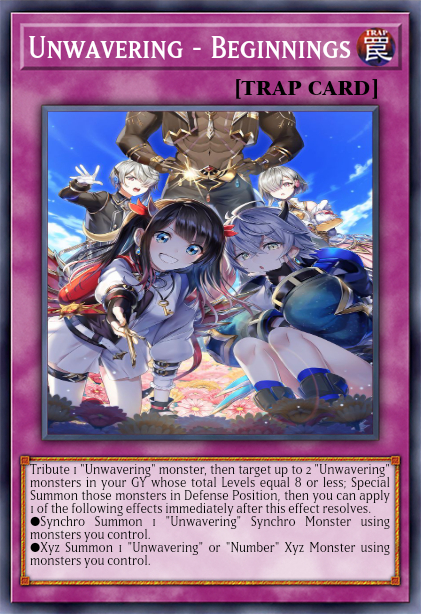 Unwavering - Beginnings
TRAP
罠
[TRAP CARD]
Tribute 1 "Unwavering" monster, then target up to 2 "Unwavering"
monsters in your GY whose total Levels equal 8 or less; Special
Summon those monsters in Defense Position, then you can apply
1 of the following effects immediately after this effect resolves.
●Synchro Summon 1 "Unwavering" Synchro Monster using
monsters you control.
●Xyz Summon 1 "Unwavering" or "Number" Xyz Monster using
monsters you control.